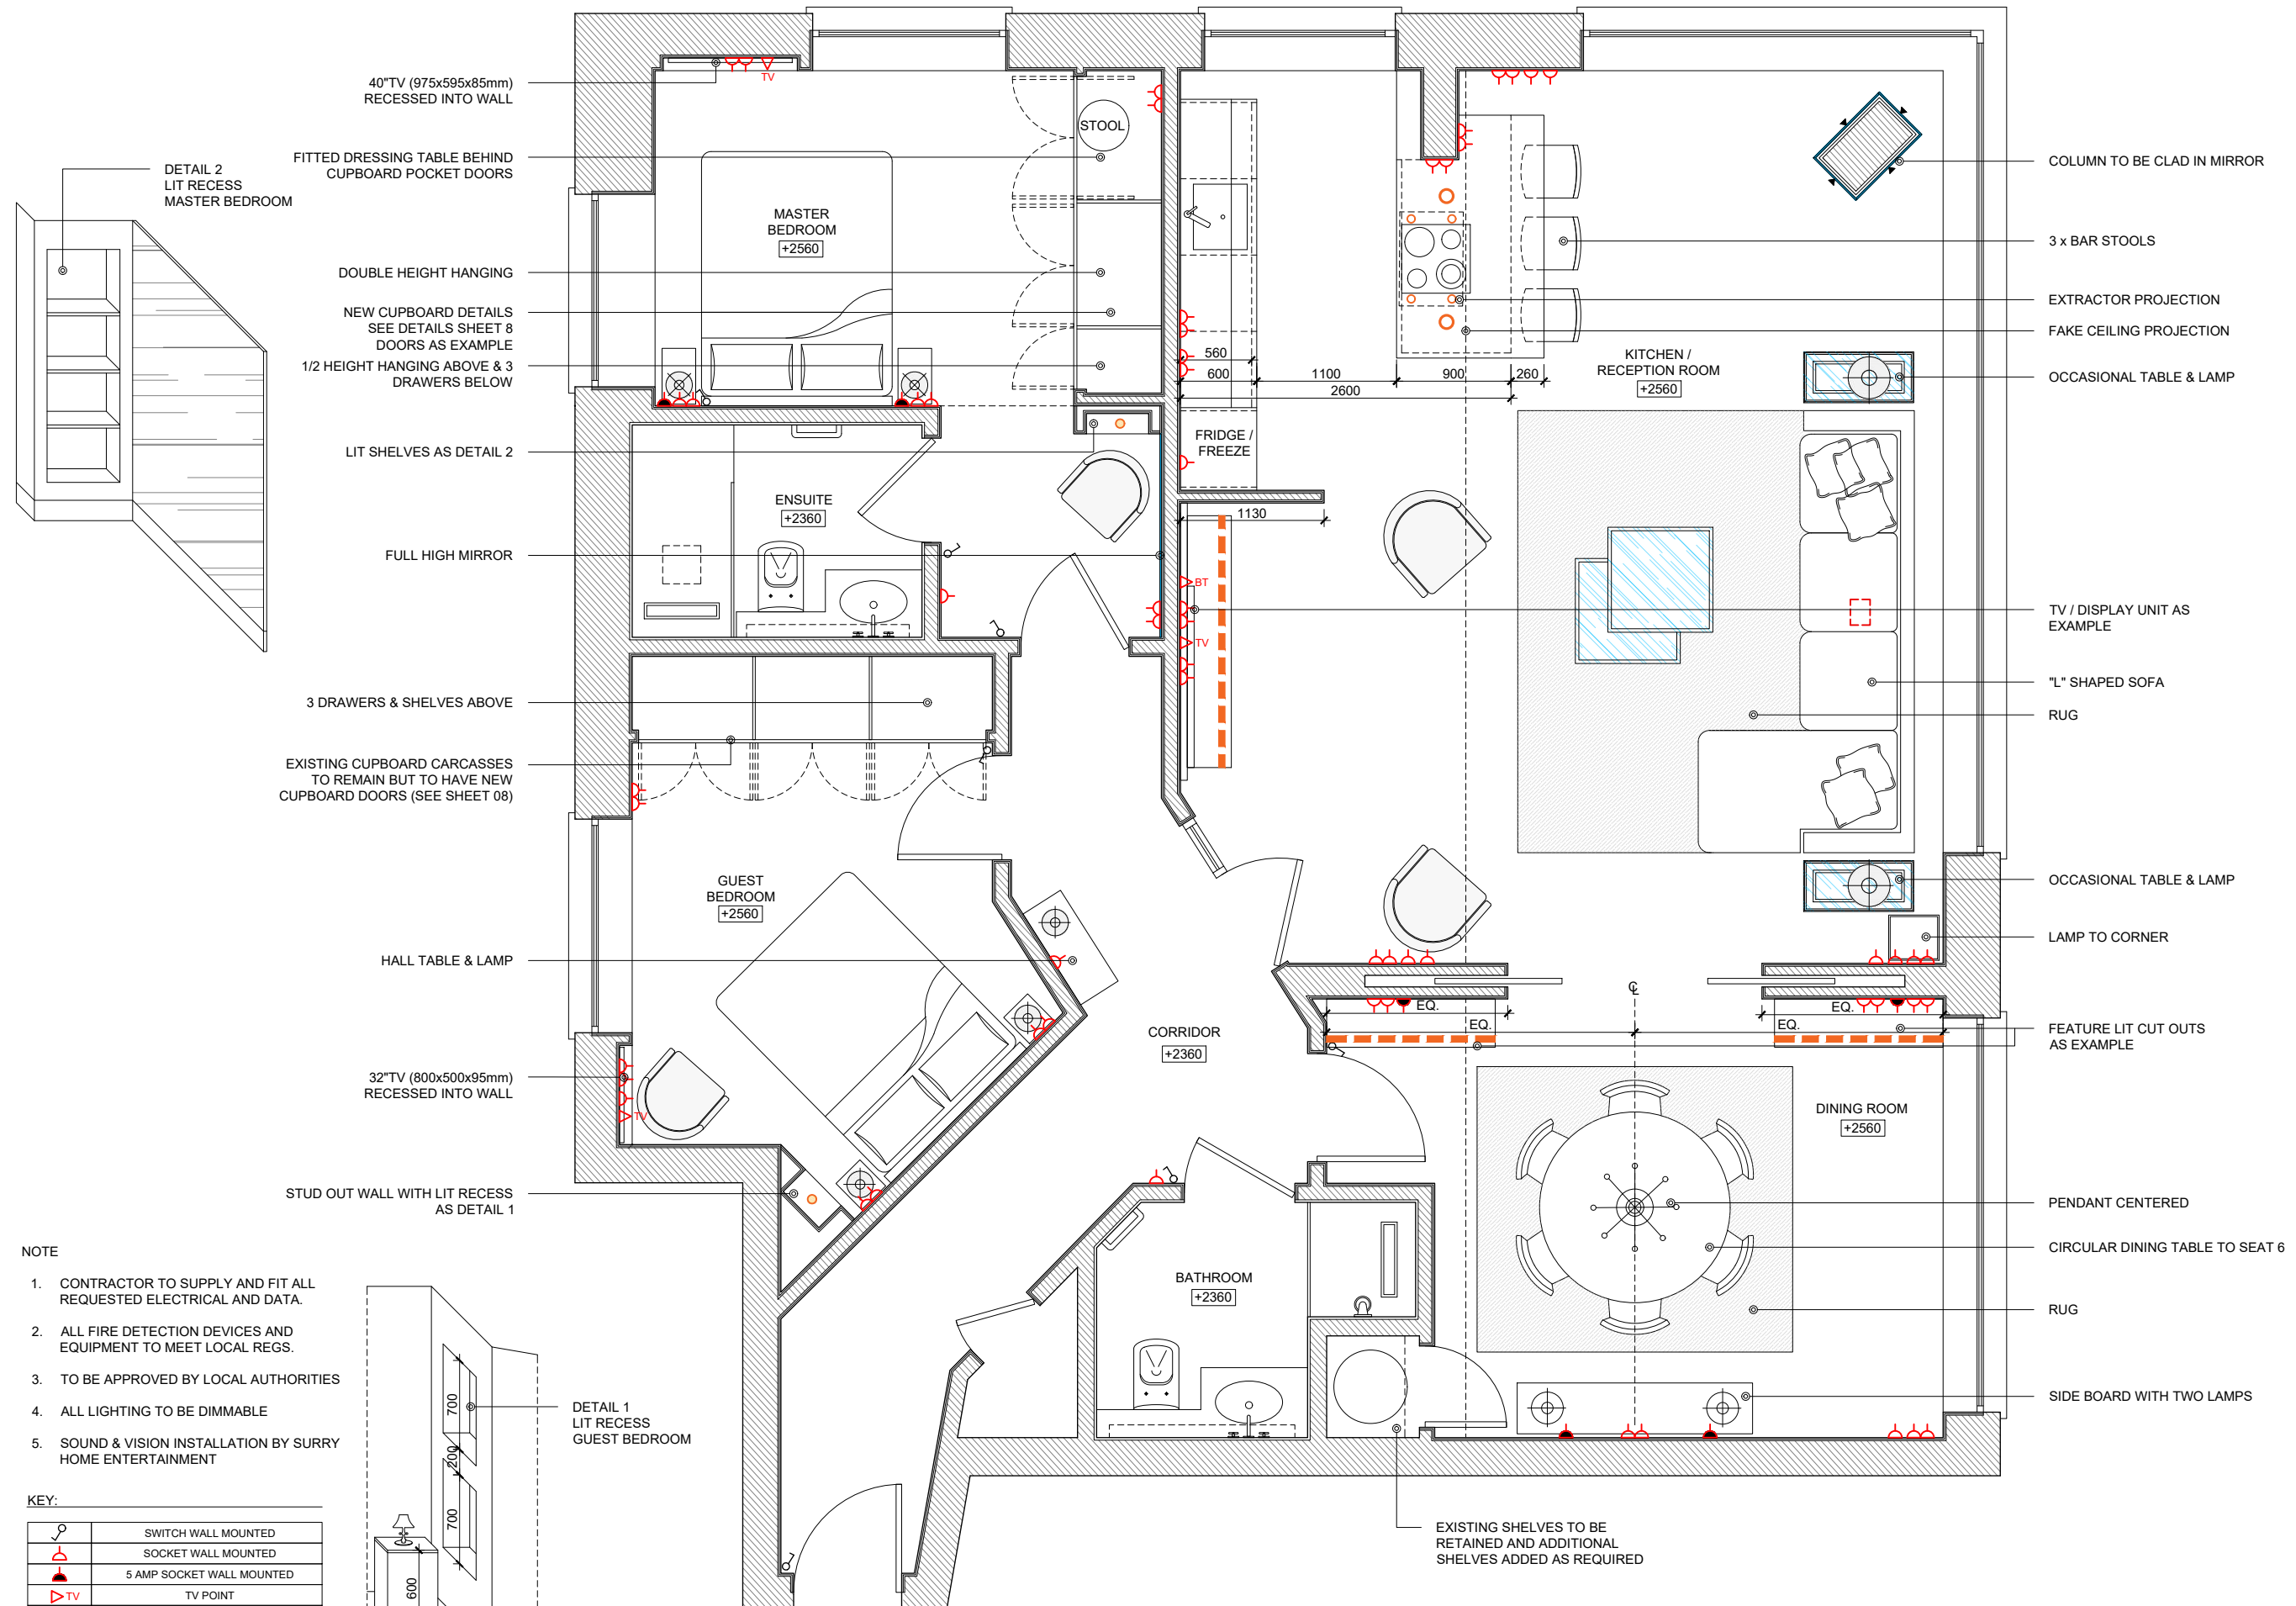 40"TV (975x595x85mm)
RECESSED INTO WALL
FITTED DRESSING TABLE BEHIND
CUPBOARD POCKET DOORS
DETAIL 2
LIT RECESS
MASTER BEDROOM
DOUBLE HEIGHT HANGING
NEW CUPBOARD DETAILS
SEE DETAILS SHEET 8
DOORS AS EXAMPLE
1/2 HEIGHT HANGING ABOVE & 3
DRAWERS BELOW
LIT SHELVES AS DETAIL 2
FULL HIGH MIRROR
3 DRAWERS & SHELVES ABOVE
EXISTING CUPBOARD CARCASSES
TO REMAIN BUT TO HAVE NEW
CUPBOARD DOORS (SEE SHEET 08)
HALL TABLE & LAMP
32"TV (800x500x95mm)
RECESSED INTO WALL
STUD OUT WALL WITH LIT RECESS
AS DETAIL 1
TV
STOOL
MASTER
BEDROOM
+2560
ENSUITE
+2360
GUEST
BEDROOM
+2560
TV
CORRIDOR
+2360
BATHROOM
+2360
560
600
1100
900
260
2600
FRIDGE /
FREEZE
1130
BT
TV
KITCHEN /
RECEPTION ROOM
+2560
EQ.
EQ.
℄
EQ.
EQ.
DINING ROOM
+2560
COLUMN TO BE CLAD IN MIRROR
3 x BAR STOOLS
EXTRACTOR PROJECTION
FAKE CEILING PROJECTION
OCCASIONAL TABLE & LAMP
TV / DISPLAY UNIT AS
EXAMPLE
"L" SHAPED SOFA
RUG
OCCASIONAL TABLE & LAMP
LAMP TO CORNER
FEATURE LIT CUT OUTS
AS EXAMPLE
PENDANT CENTERED
CIRCULAR DINING TABLE TO SEAT 6
RUG
SIDE BOARD WITH TWO LAMPS
EXISTING SHELVES TO BE
RETAINED AND ADDITIONAL
SHELVES ADDED AS REQUIRED
NOTE
1. CONTRACTOR TO SUPPLY AND FIT ALL
REQUESTED ELECTRICAL AND DATA.
2. ALL FIRE DETECTION DEVICES AND
EQUIPMENT TO MEET LOCAL REGS.
3. TO BE APPROVED BY LOCAL AUTHORITIES
4. ALL LIGHTING TO BE DIMMABLE
5. SOUND & VISION INSTALLATION BY SURRY
HOME ENTERTAINMENT
KEY:
SWITCH WALL MOUNTED
SOCKET WALL MOUNTED
5 AMP SOCKET WALL MOUNTED
TV TV POINT
700
200
700
600
DETAIL 1
LIT RECESS
GUEST BEDROOM